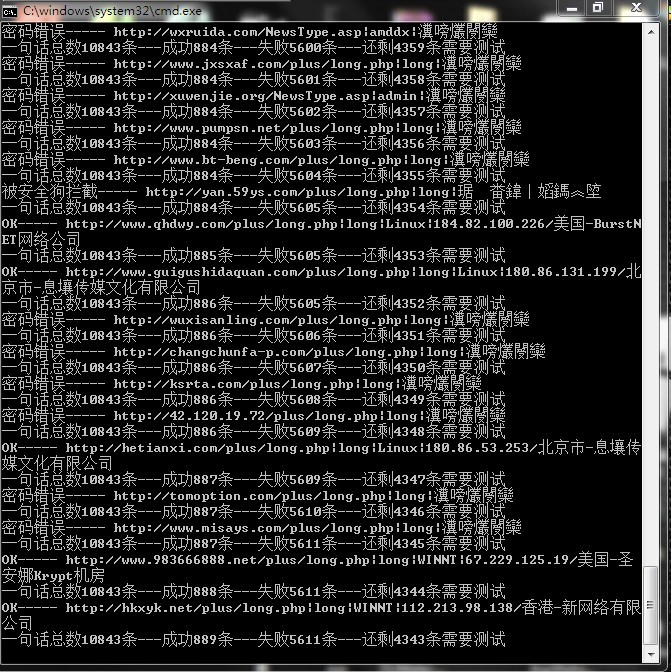 C:\windows\system32\cmd.exe
密码错误----- http://wxruida.com/NewsType.asp|amddx|瀵嗙爜閿欒
一句话总数10843条---成功884条---失败5600条---还剩4359条需要测试
密码错误----- http://www.jxsxaf.com/plus/long.php|long|瀵嗙爜閿欒
一句话总数10843条---成功884条---失败5601条---还剩4358条需要测试
密码错误----- http://xuwenjie.org/NewsType.asp|admin|瀵嗙爜閿欒
一句话总数10843条---成功884条---失败5602条---还剩4357条需要测试
密码错误----- http://www.pumpsn.net/plus/long.php|long|瀵嗙爜閿欒
一句话总数10843条---成功884条---失败5603条---还剩4356条需要测试
密码错误----- http://www.bt-beng.com/plus/long.php|long|瀵嗙爜閿欒
一句话总数10843条---成功884条---失败5604条---还剩4355条需要测试
被安全狗拦截----- http://yan.59ys.com/plus/long.php|long|
一句话总数10843条---成功884条---失败5605条---还剩4354条需要测试
OK----- http://www.qhdwy.com/plus/long.php|long|Linux|184.82.100.226/美国-BurstN
ET网络公司
一句话总数10843条---成功885条---失败5605条---还剩4353条需要测试
OK----- http://www.guigushidaquan.com/plus/long.php|long|Linux|180.86.131.199/北
京市-息壤传媒文化有限公司
一句话总数10843条---成功886条---失败5605条---还剩4352条需要测试
密码错误----- http://wuxisanling.com/plus/long.php|long|瀵嗙爜閿欒
一句话总数10843条---成功886条---失败5606条---还剩4351条需要测试
密码错误----- http://changchunfa-p.com/plus/long.php|long|瀵嗙爜閿欒
一句话总数10843条---成功886条---失败5607条---还剩4350条需要测试
密码错误----- http://ksrta.com/plus/long.php|long|瀵嗙爜閿欒
一句话总数10843条---成功886条---失败5608条---还剩4349条需要测试
密码错误----- http://42.120.19.72/plus/long.php|long|瀵嗙爜閿欒
一句话总数10843条---成功886条---失败5609条---还剩4348条需要测试
OK----- http://hetianxi.com/plus/long.php|long|Linux|180.86.53.253/北京市-息壤传
媒文化有限公司
一句话总数10843条---成功887条---失败5609条---还剩4347条需要测试
密码错误----- http://tomoption.com/plus/long.php|long|瀵嗙爜閿欒
一句话总数10843条---成功887条---失败5610条---还剩4346条需要测试
密码错误----- http://www.misays.com/plus/long.php|long|瀵嗙爜閿欒
一句话总数10843条---成功887条---失败5611条---还剩4345条需要测试
OK----- http://www.983666888.net/plus/long.php|long|WINNT|67.229.125.19/美国-圣
安娜Krypt机房
一句话总数10843条---成功888条---失败5611条---还剩4344条需要测试
OK----- http://hkxyk.net/plus/long.php|long|WINNT|112.213.98.138/香港-新网络有限
公司
一句话总数10843条---成功889条---失败5611条---还剩4343条需要测试